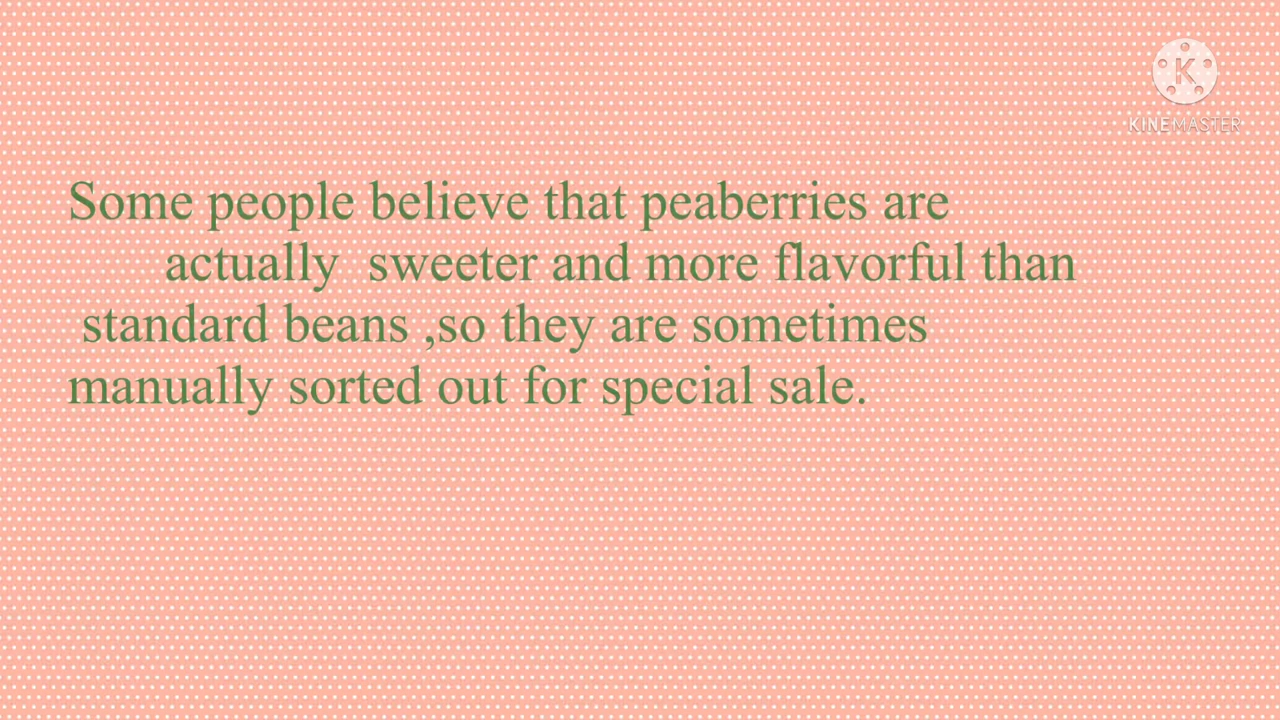 KINEMASTER
Some people believe that peaberries are
actually  sweeter and more flavorful than
standard beans ,so they are sometimes
manually sorted out for special sale.